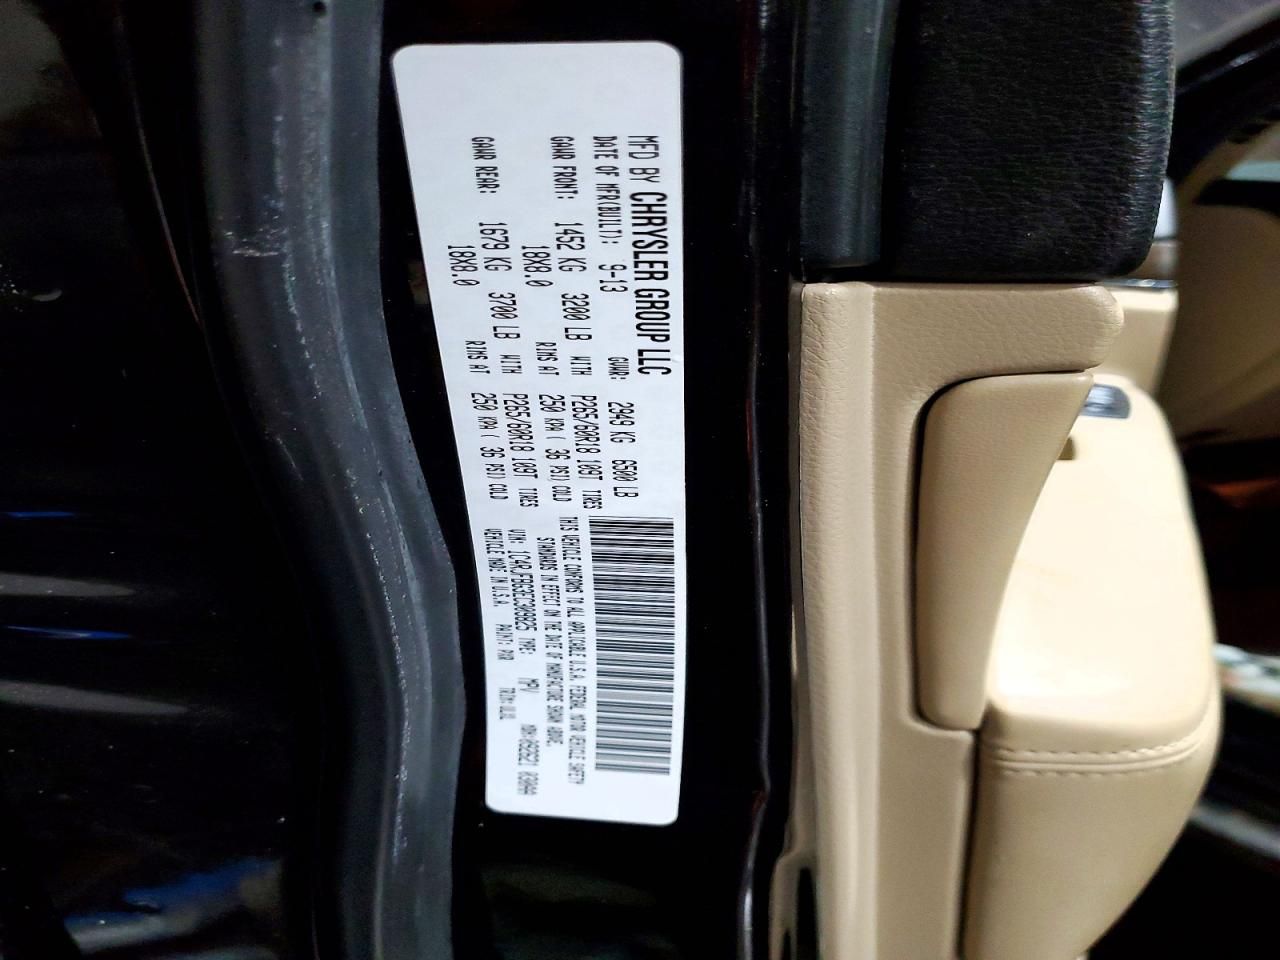 MFD BY CHRYSLER GROUP LLC
DATE OF MFR(BUILT): 9-13 GVWR: 2949 KG 6500 LB
GAWR FRONT: 1452 KG 3200 LB WITH P265/60R18 109T TIRES
18X8.0 RIMS AT 250 KPA ( 36 PSI) COLD
GAWR REAR: 1679 KG 3700 LB WITH P265/60R18 109T TIRES
18X8.0 RIMS AT 250 KPA ( 36 PSI) COLD
THIS VEHICLE CONFORMS TO ALL APPLICABLE U.S.A. FEDERAL MOTOR VEHICLE SAFETY
STANDARDS IN EFFECT ON THE DATE OF MANUFACTURE SHOWN ABOVE.
VIN: TYPE: MPV
VEHICLE MADE IN U.S.A. PAINT: TRIM: